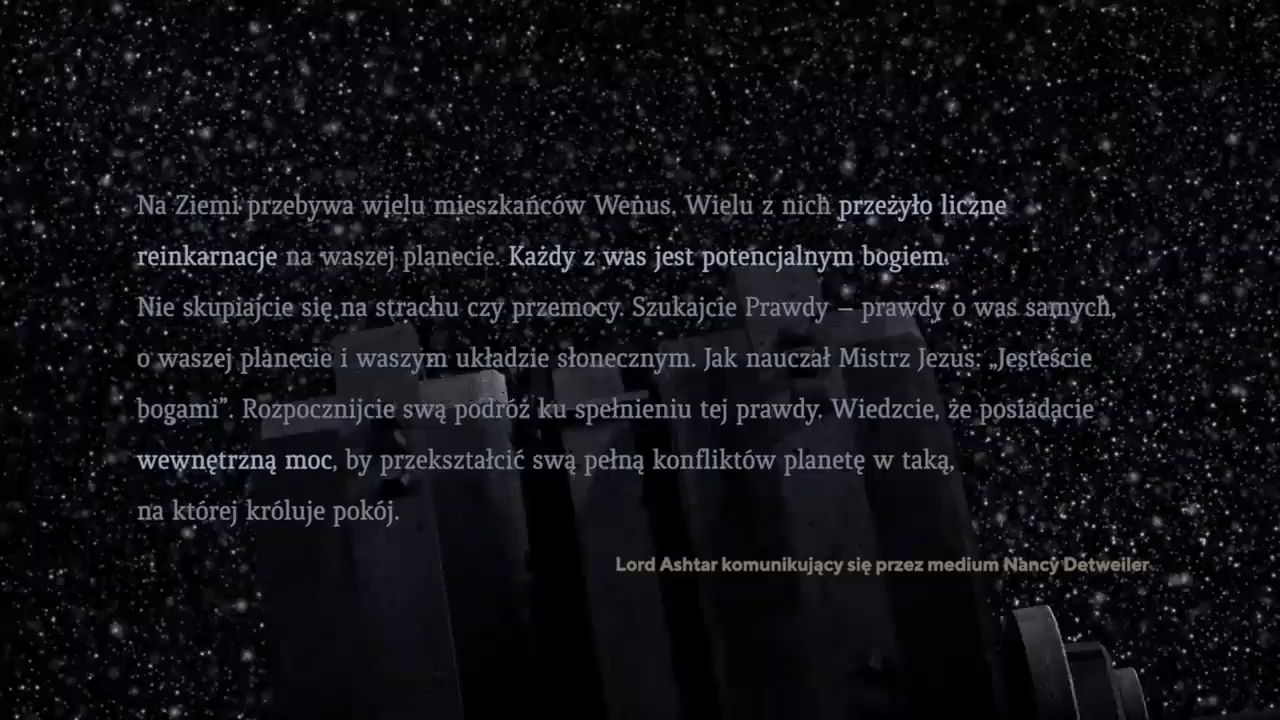 Na Ziemi przebywa wielu mieszkańców Wenus. Wielu z nich przeżyło liczne
reinkarnacje na waszej planecie. Każdy z was jest potencjalnym bogiem.
Nie skupiajcie się na strachu czy przemocy. Szukajcie Prawdy – prawdy o was samych,
o waszej planecie i waszym układzie słonecznym. Jak nauczał Mistrz Jezus: „Jesteście
bogami”. Rozpocznijcie swą podróż ku spełnieniu tej prawdy. Wiedzcie, że posiadacie
wewnętrzną moc, by przekształcić swą pełną konfliktów planetę w taką,
na której króluje pokój.
Lord Ashtar komunikujący się przez medium Nancy Detweiler